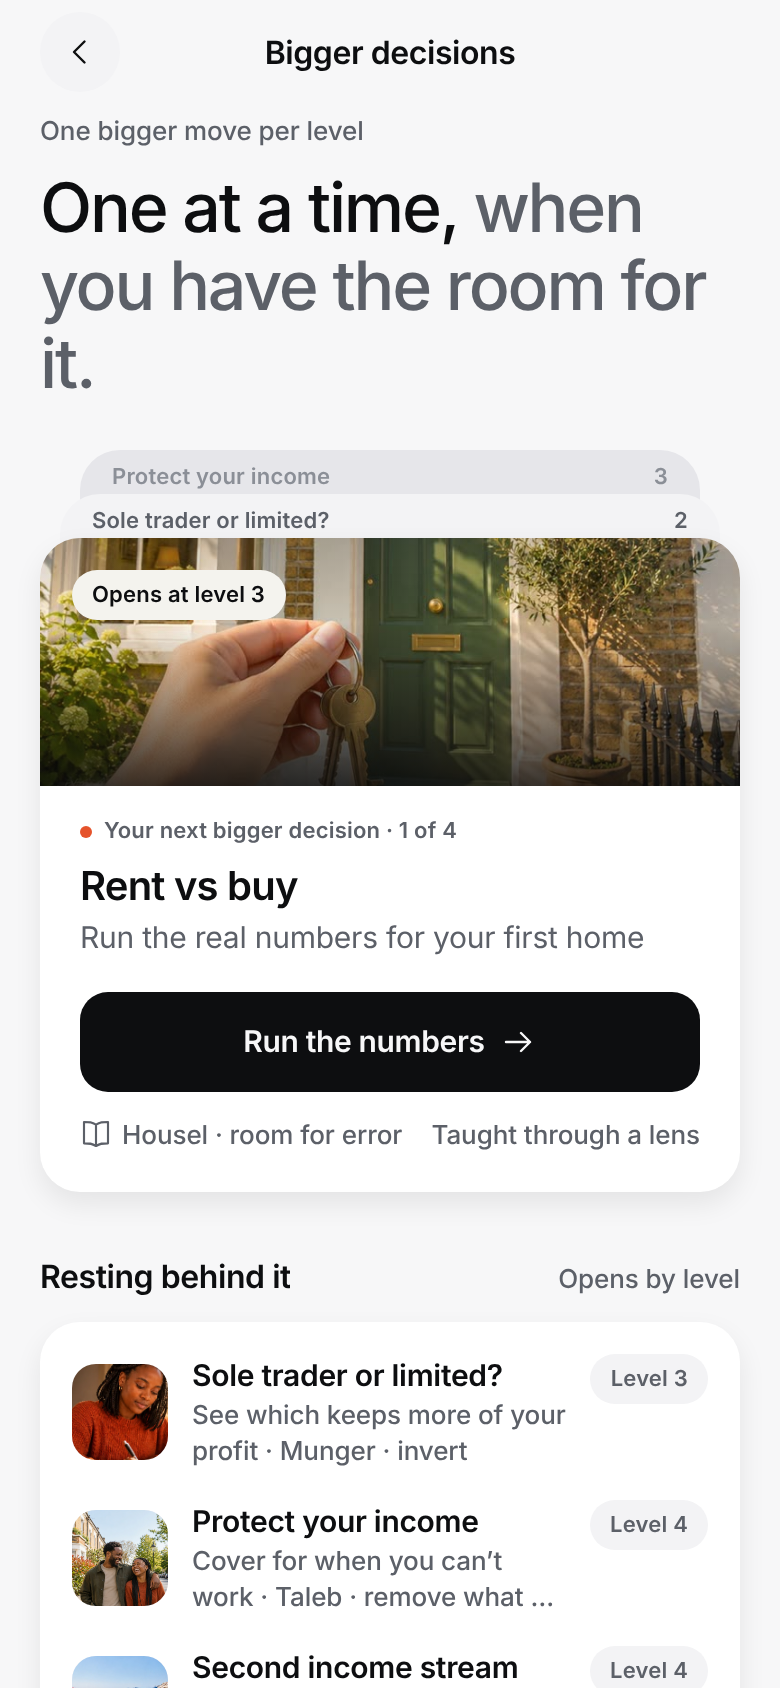 Bigger decisions
One bigger move per level
One at a time, when
you have the room for
it.
Protect your income 3
Sole trader or limited? 2
Opens at level 3
Your next bigger decision · 1 of 4
Rent vs buy
Run the real numbers for your first home
Run the numbers →
Housel · room for error Taught through a lens
Resting behind it Opens by level
Sole trader or limited? Level 3
See which keeps more of your
profit · Munger · invert
Protect your income Level 4
Cover for when you can’t
work · Taleb · remove what ...
Second income stream Level 4